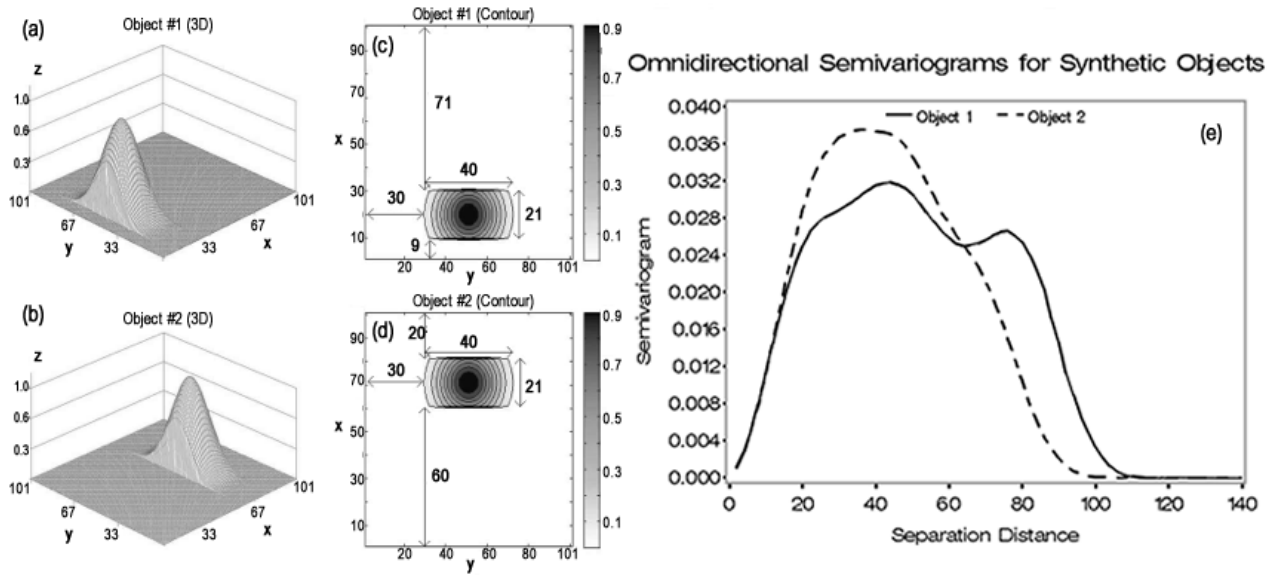 (a)
Object #1 (3D)
z
1.0
0.6
0.3
101
67
y
33
33
x
67
101
(b)
Object #2 (3D)
z
1.0
0.6
0.3
101
67
y
33
33
x
67
101
Object #1 (Contour)
(c)
90
70
x
50
30
10
71
40
30
21
9
20 40 60 80 101
y
0.9
0.7
0.5
0.3
0.1
Object #2 (Contour)
(d)
90
70
x
50
30
10
20
40
30
21
60
20 40 60 80 101
y
0.9
0.7
0.5
0.3
0.1
Omnidirectional Semivariograms for Synthetic Objects
(e)
Object 1 Object 2
Semivariogram
0.040
0.036
0.032
0.028
0.024
0.020
0.016
0.012
0.008
0.004
0.000
0 20 40 60 80 100 120 140
Separation Distance